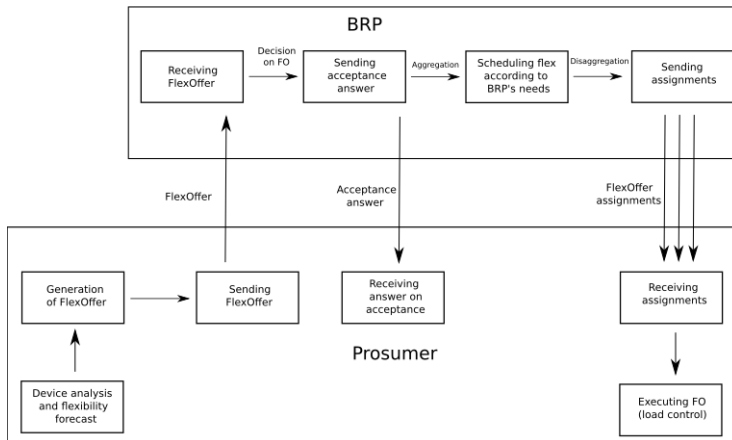 BRP
Receiving
FlexOffer
Decision
on FO
Sending
acceptance
answer
Aggregation
Scheduling flex
according to
BRP's needs
Disaggregation
Sending
assignments
FlexOffer
Acceptance
answer
FlexOffer
assignments
Generation
of FlexOffer
Sending
FlexOffer
Receiving
answer on
acceptance
Receiving
assignments
Prosumer
Device analysis
and flexibility
forecast
Executing FO
(load control)